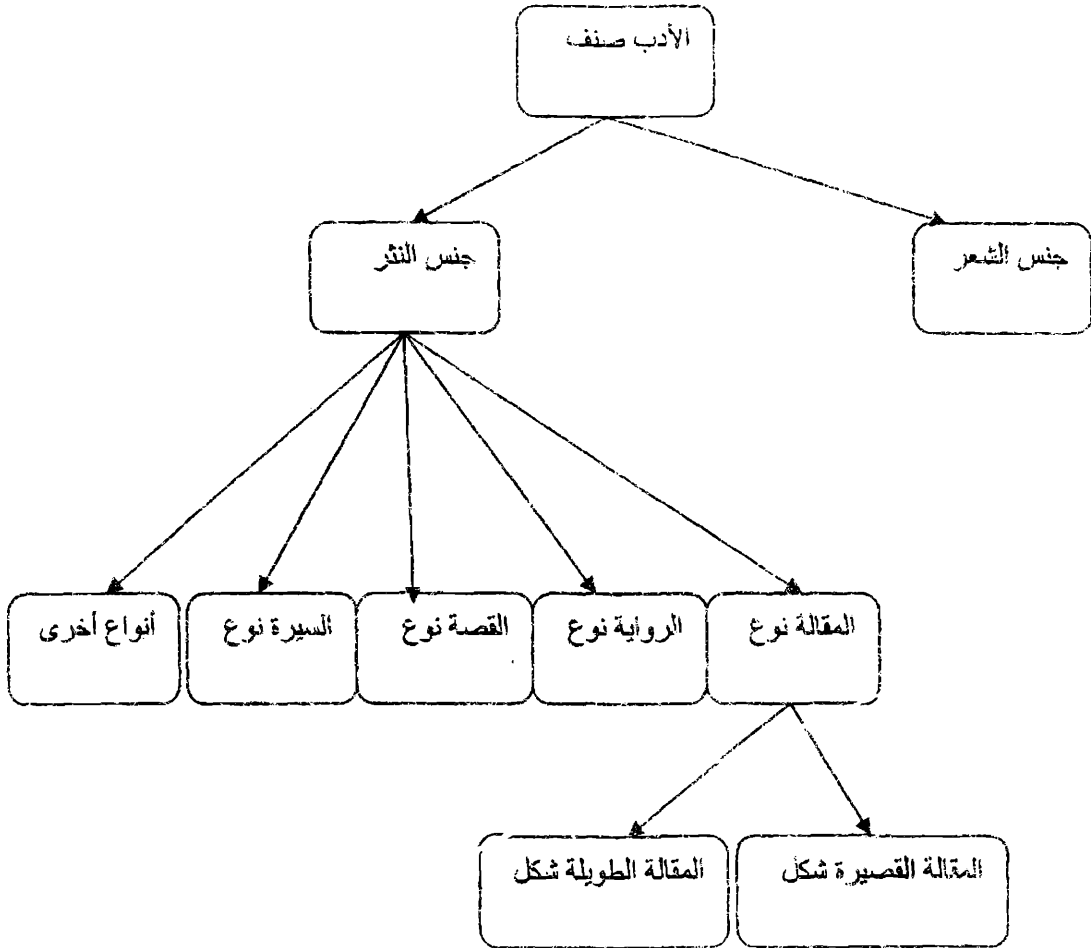 الأدب صنف
جنس الشعر
جنس النثر
المقالة نوع
الرواية نوع
القصة نوع
السيرة نوع
أنواع أخرى
المقالة القصيرة شكل
المقالة الطويلة شكل